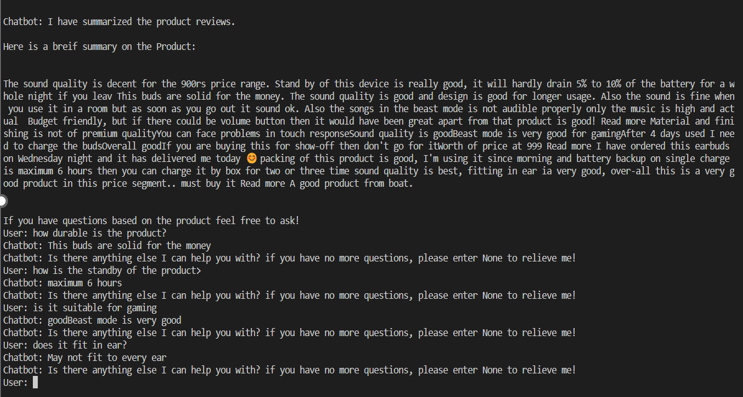 Chatbot: I have summarized the product reviews.
Here is a breif summary on the Product:
The sound quality is decent for the 900rs price range. Stand by of this device is really good, it will hardly drain 5% to 10% of the battery for a w
hole night if you leav This buds are solid for the money. The sound quality is good and design is good for longer usage. Also the sound is fine when
you use it in a room but as soon as you go out it sound ok. Also the songs in the beast mode is not audible properly only the music is high and act
ual  Budget friendly, but if there could be volume button then it would have been great apart from that product is good! Read more Material and fini
shing is not of premium qualityYou can face problems in touch responseSound quality is goodBeast mode is very good for gamingAfter 4 days used I nee
d to charge the budsOverall goodIf you are buying this for show-off then don't go for itWorth of price at 999 Read more I have ordered this earbuds
on Wednesday night and it has delivered me today 😊 packing of this product is good, I'm using it since morning and battery backup on single charge
is maximum 6 hours then you can charge it by box for two or three time sound quality is best, fitting in ear ia very good, over-all this is a very g
ood product in this price segment.. must buy it Read more A good product from boat.
If you have questions based on the product feel free to ask!
User: how durable is the product?
Chatbot: This buds are solid for the money
Chatbot: Is there anything else I can help you with? if you have no more questions, please enter None to relieve me!
User: how is the standby of the product>
Chatbot: maximum 6 hours
Chatbot: Is there anything else I can help you with? if you have no more questions, please enter None to relieve me!
User: is it suitable for gaming
Chatbot: goodBeast mode is very good
Chatbot: Is there anything else I can help you with? if you have no more questions, please enter None to relieve me!
User: does it fit in ear?
Chatbot: May not fit to every ear
Chatbot: Is there anything else I can help you with? if you have no more questions, please enter None to relieve me!
User: